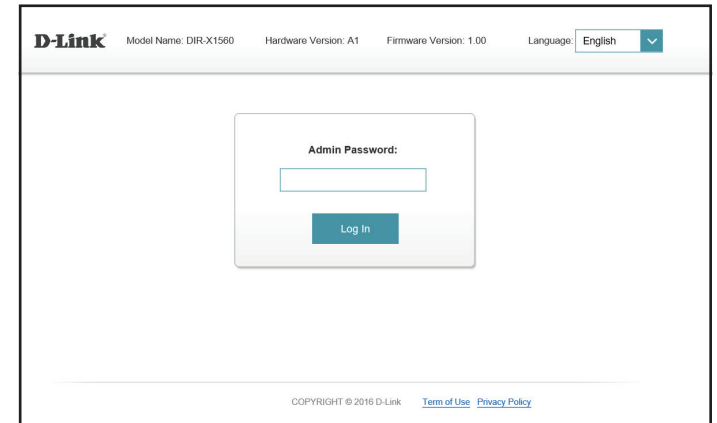 D-Link Model Name: DIR-X1560 Hardware Version: A1 Firmware Version: 1.00 Language: English
Admin Password:
Log In
COPYRIGHT © 2016 D-Link Term of Use Privacy Policy